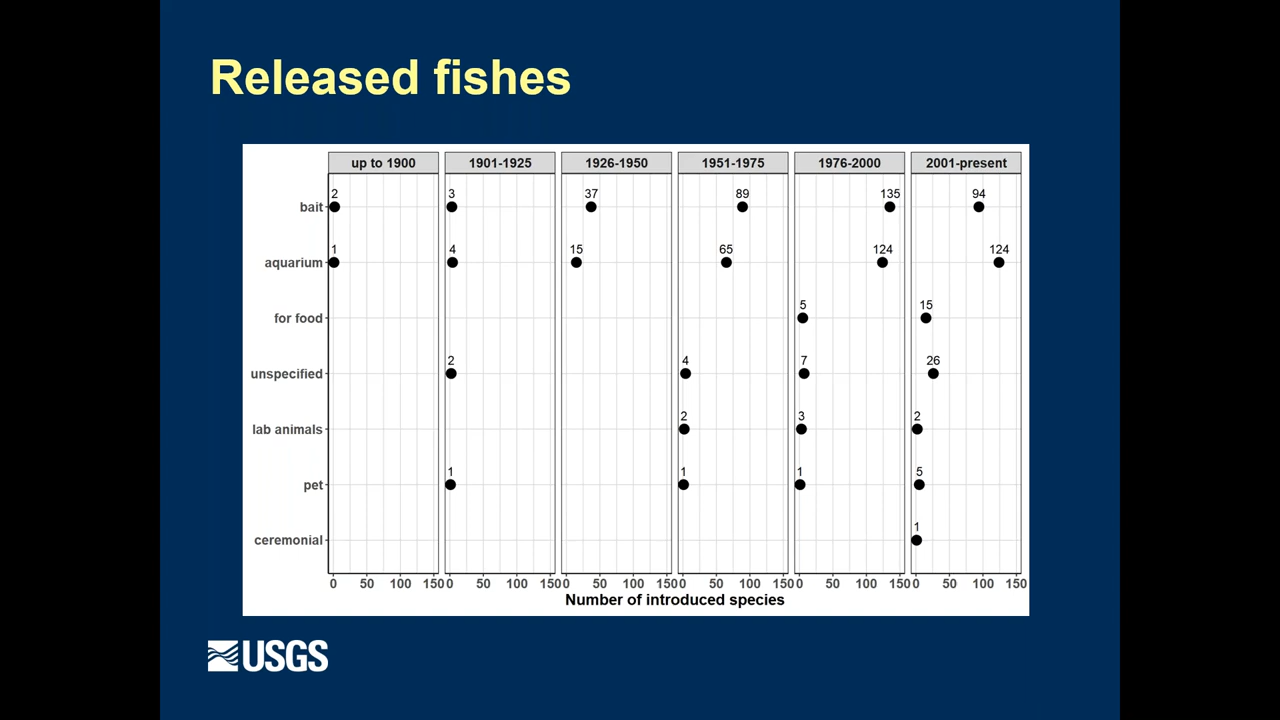 Released fishes
up to 1900 1901-1925 1926-1950 1951-1975 1976-2000 2001-present
2 3 37 89 135 94
bait
1 4 15 65 124 124
aquarium
5 15
for food
2 4 7 26
unspecified
2 3 2
lab animals
1 1 1 5
pet
1
ceremonial
0 50 100 150 0 50 100 150 0 50 100 150 0 50 100 150 0 50 100 150 0 50 100 150
Number of introduced species
USGS